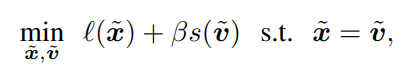 min ℓ(x̃) + βs(ṽ) s.t. x̃ = ṽ,
x̃,ṽ